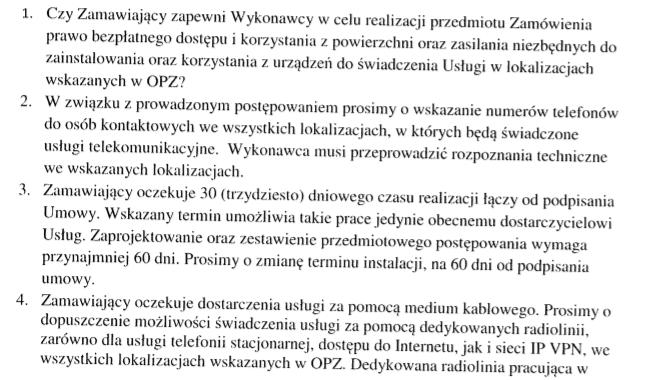 1. Czy Zamawiający zapewni Wykonawcy w celu realizacji przedmiotu Zamówienia
prawo bezpłatnego dostępu i korzystania z powierzchni oraz zasilania niezbędnych do
zainstalowania oraz korzystania z urządzeń do świadczenia Usługi w lokalizacjach
wskazanych w OPZ?
2. W związku z prowadzonym postępowaniem prosimy o wskazanie numerów telefonów
do osób kontaktowych we wszystkich lokalizacjach, w których będą świadczone
usługi telekomunikacyjne. Wykonawca musi przeprowadzić rozpoznania techniczne
we wskazanych lokalizacjach.
3. Zamawiający oczekuje 30 (trzydziesto) dniowego czasu realizacji łączy od podpisania
Umowy. Wskazany termin umożliwia takie prace jedynie obecnemu dostarczycielowi
Usług. Zaprojektowanie oraz zestawienie przedmiotowego postępowania wymaga
przynajmniej 60 dni. Prosimy o zmianę terminu instalacji, na 60 dni od podpisania
umowy.
4. Zamawiający oczekuje dostarczenia usługi za pomocą medium kablowego. Prosimy o
dopuszczenie możliwości świadczenia usługi za pomocą dedykowanych radiolinii,
zarówno dla usługi telefonii stacjonarnej, dostępu do Internetu, jak i sieci IP VPN, we
wszystkich lokalizacjach wskazanych w OPZ. Dedykowana radiolinia pracująca w